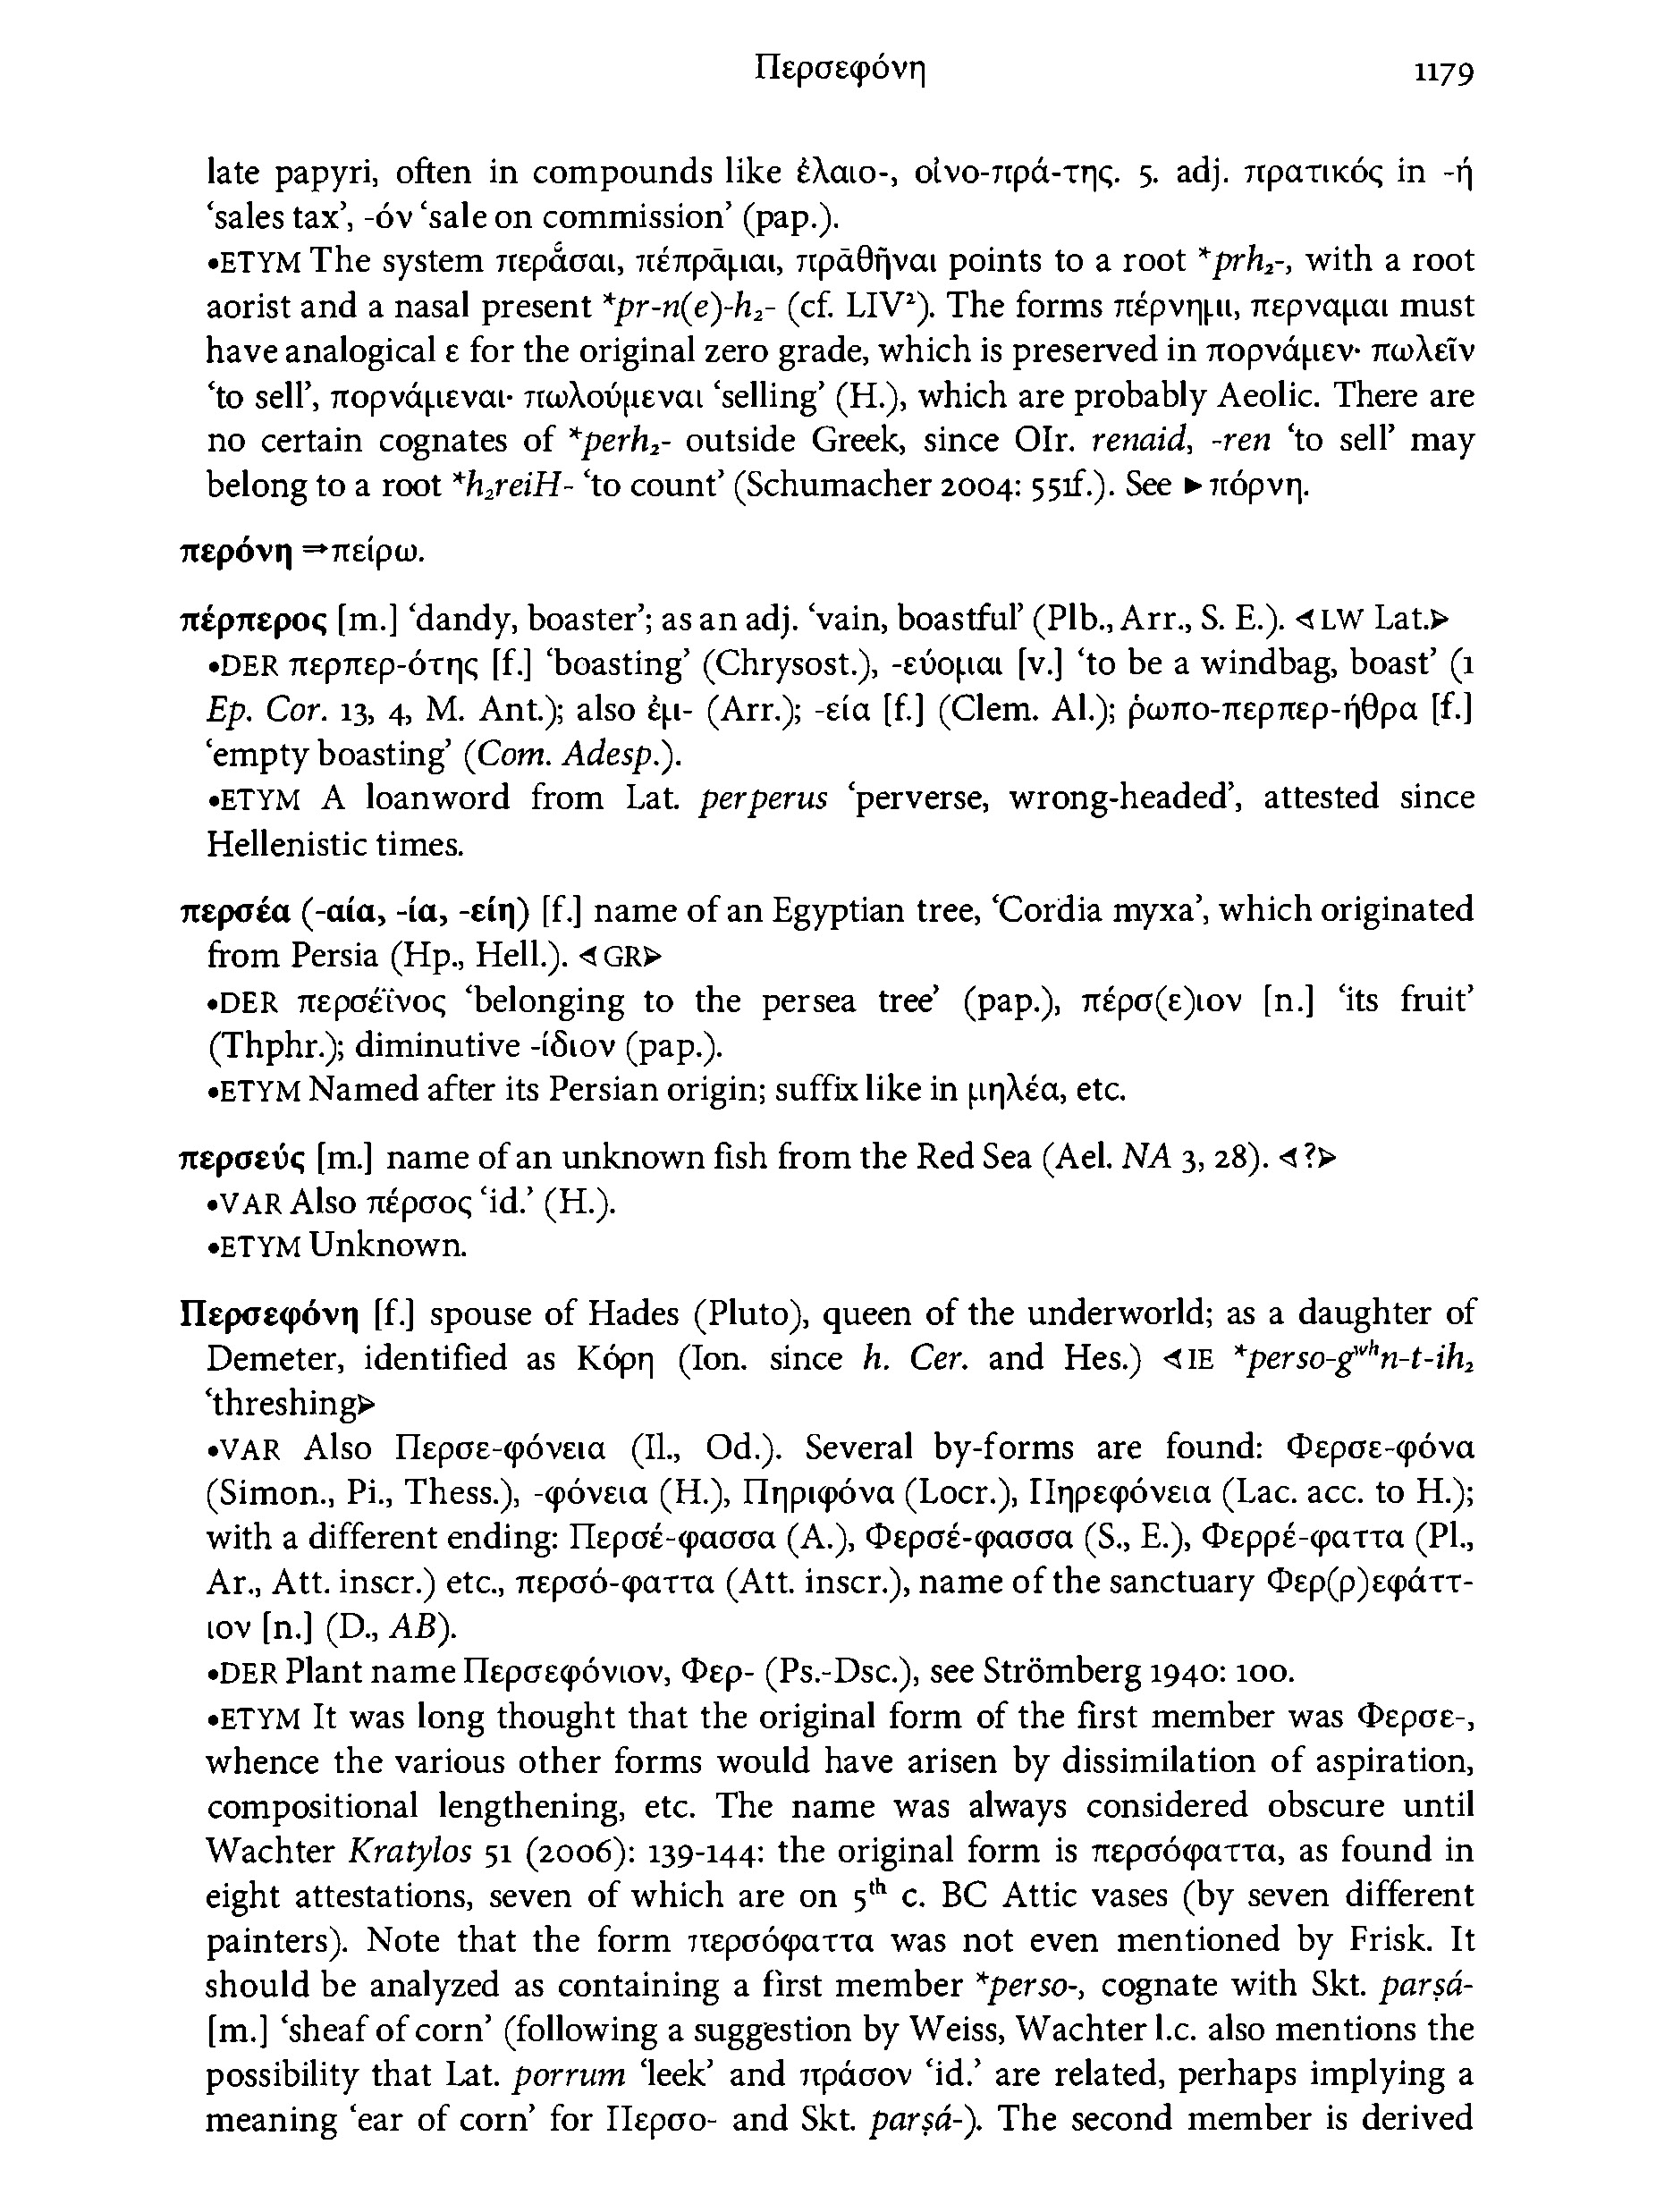 Περσεφόνη 1179
late papyri, often in compounds like ἐλαιο-, οἰνο-πρά-της. 5. adj. πρατικός in -ή
‘sales tax’, -όν ‘sale on commission’ (pap.).
•ETYM The system περάσαι, πέπρᾱμαι, πρᾱθῆναι points to a root *prh₂-, with a root
aorist and a nasal present *pr-n(e)-h₂- (cf. LIV²). The forms πέρνημι, περναμαι must
have analogical ε for the original zero grade, which is preserved in πορνάμεν· πωλεῖν
‘to sell’, πορνάμεναι· πωλούμεναι ‘selling’ (H.), which are probably Aeolic. There are
no certain cognates of *perh₂- outside Greek, since OIr. renaid, -ren ‘to sell’ may
belong to a root *h₂reiH- ‘to count’ (Schumacher 2004: 551f.). See ►πόρνη.
περόνη ⇒πείρω.
πέρπερος [m.] ‘dandy, boaster’; as an adj. ‘vain, boastful’ (Plb., Arr., S. E.). ⋖LW Lat.⋗
•DER περπερ-ότης [f.] ‘boasting’ (Chrysost.), -εύομαι [v.] ‘to be a windbag, boast’ (1
Ep. Cor. 13, 4, M. Ant.); also ἐμ- (Arr.); -εία [f.] (Clem. Al.); ῥωπο-περπερ-ήθρα [f.]
‘empty boasting’ (Com. Adesp.).
•ETYM A loanword from Lat. perperus ‘perverse, wrong-headed’, attested since
Hellenistic times.
περσέα (-αία, -ία, -είη) [f.] name of an Egyptian tree, ‘Cordia myxa’, which originated
from Persia (Hp., Hell.). ⋖GR⋗
•DER περσέϊνος ‘belonging to the persea tree’ (pap.), πέρσ(ε)ιον [n.] ‘its fruit’
(Thphr.); diminutive -ίδιον (pap.).
•ETYM Named after its Persian origin; suffix like in μηλέα, etc.
περσεύς [m.] name of an unknown fish from the Red Sea (Ael. NA 3, 28). ⋖?⋗
•VAR Also πέρσος ‘id.’ (H.).
•ETYM Unknown.
Περσεφόνη [f.] spouse of Hades (Pluto), queen of the underworld; as a daughter of
Demeter, identified as Κόρη (Ion. since h. Cer. and Hes.) ⋖IE *perso-gʷʰn-t-ih₂
‘threshing⋗
•VAR Also Περσε-φόνεια (Il., Od.). Several by-forms are found: Φερσε-φόνα
(Simon., Pi., Thess.), -φόνεια (H.), Πηριφόνα (Locr.), Πηρεφόνεια (Lac. acc. to H.);
with a different ending: Περσέ-φασσα (A.), Φερσέ-φασσα (S., E.), Φερρέ-φαττα (Pl.,
Ar., Att. inscr.) etc., περσό-φαττα (Att. inscr.), name of the sanctuary Φερ(ρ)εφάττ-
ιον [n.] (D., AB).
•DER Plant name Περσεφόνιον, Φερ- (Ps.-Dsc.), see Strömberg 1940: 100.
•ETYM It was long thought that the original form of the first member was Φερσε-,
whence the various other forms would have arisen by dissimilation of aspiration,
compositional lengthening, etc. The name was always considered obscure until
Wachter Kratylos 51 (2006): 139-144: the original form is περσόφαττα, as found in
eight attestations, seven of which are on 5th c. BC Attic vases (by seven different
painters). Note that the form περσόφαττα was not even mentioned by Frisk. It
should be analyzed as containing a first member *perso-, cognate with Skt. parṣá-
[m.] ‘sheaf of corn’ (following a suggestion by Weiss, Wachter l.c. also mentions the
possibility that Lat. porrum ‘leek’ and πράσον ‘id.’ are related, perhaps implying a
meaning ‘ear of corn’ for Περσο- and Skt. parṣá-). The second member is derived